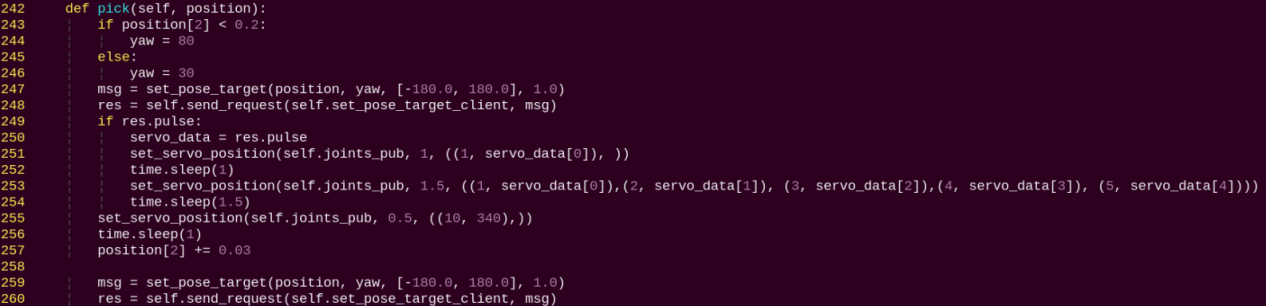 242     def pick(self, position):
243         if position[2] < 0.2:
244             yaw = 80
245         else:
246             yaw = 30
247         msg = set_pose_target(position, yaw, [-180.0, 180.0], 1.0)
248         res = self.send_request(self.set_pose_target_client, msg)
249         if res.pulse:
250             servo_data = res.pulse
251             set_servo_position(self.joints_pub, 1, ((1, servo_data[0]), ))
252             time.sleep(1)
253             set_servo_position(self.joints_pub, 1.5, ((1, servo_data[0]),(2, servo_data[1]), (3, servo_data[2]),(4, servo_data[3]), (5, servo_data[4])))
254             time.sleep(1.5)
255         set_servo_position(self.joints_pub, 0.5, ((10, 340),))
256         time.sleep(1)
257         position[2] += 0.03
258
259         msg = set_pose_target(position, yaw, [-180.0, 180.0], 1.0)
260         res = self.send_request(self.set_pose_target_client, msg)